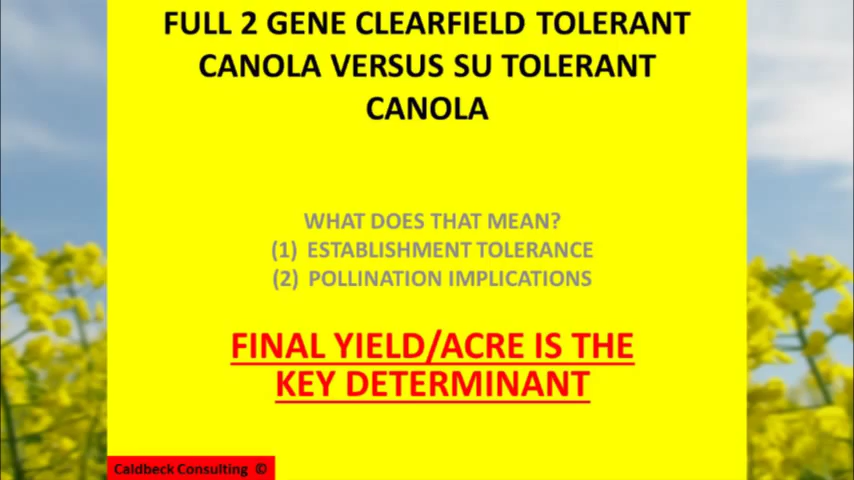 FULL 2 GENE CLEARFIELD TOLERANT
CANOLA VERSUS SU TOLERANT
CANOLA
WHAT DOES THAT MEAN?
(1) ESTABLISHMENT TOLERANCE
(2) POLLINATION IMPLICATIONS
FINAL YIELD/ACRE IS THE
KEY DETERMINANT
Caldbeck Consulting ©